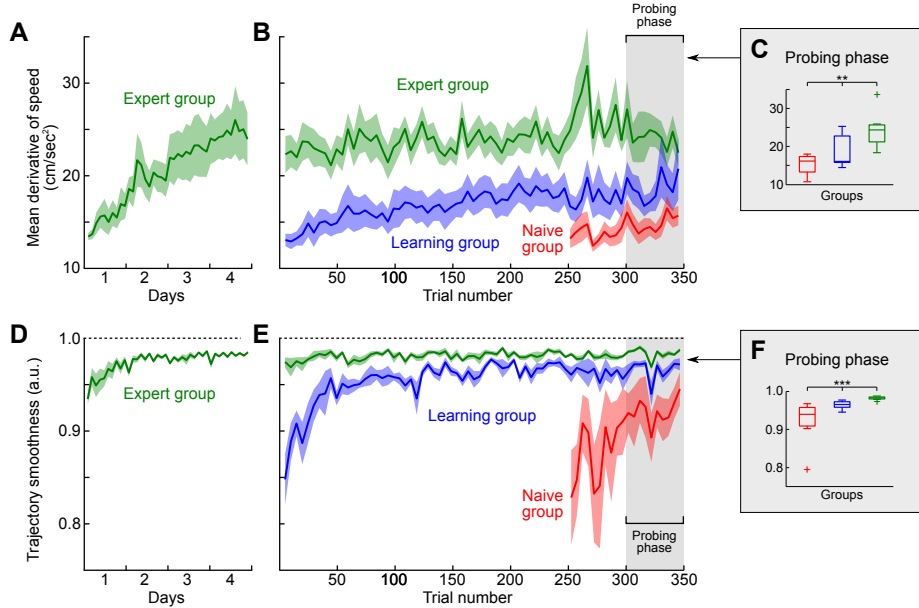 A
Mean derivative of speed
(cm/sec²)
35
30
25
20
15
10
Expert group
1
2
3
4
Days
B
Probing
phase
Expert group
Learning group
Naive
group
50
100
150
200
250
300
350
Trial number
C
Probing phase
**
30
20
10
Groups
D
Trajectory smoothness (a.u.)
1.0
0.9
0.8
Expert group
1
2
3
4
Days
E
Learning group
Naive
group
Probing
phase
50
100
150
200
250
300
350
Trial number
F
Probing phase
***
1.0
0.9
0.8
Groups